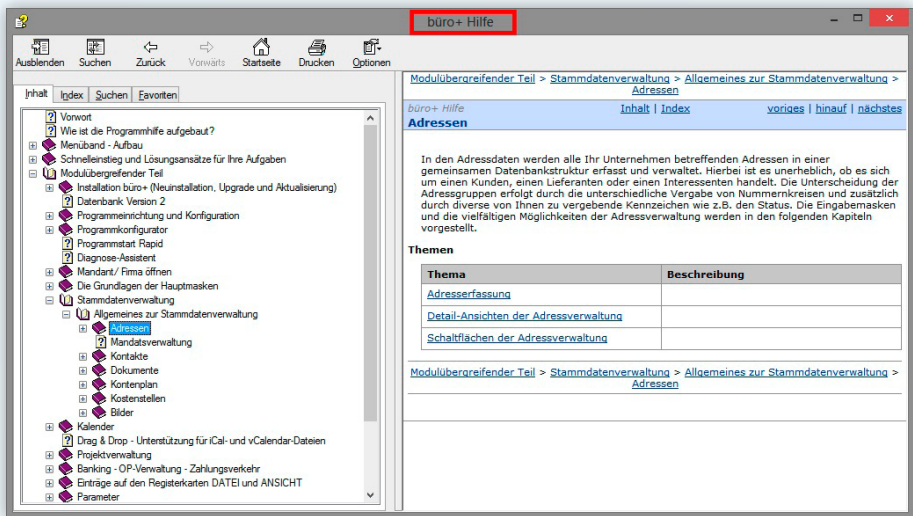 büro+ Hilfe
Ausblenden Suchen Zurück Vorwärts Startseite Drucken Optionen
Inhalt Index Suchen Favoriten
Vorwort
Wie ist die Programmhilfe aufgebaut?
Menüband - Aufbau
Schnelleinstieg und Lösungsansätze für Ihre Aufgaben
Modulübergreifender Teil
Installation büro+ (Neuinstallation, Upgrade und Aktualisierung)
Datenbank Version 2
Programmeinrichtung und Konfiguration
Programmkonfigurator
Programmstart Rapid
Diagnose-Assistent
Mandant/ Firma öffnen
Die Grundlagen der Hauptmasken
Stammdatenverwaltung
Allgemeines zur Stammdatenverwaltung
Adressen
Mandatsverwaltung
Kontakte
Dokumente
Kontenplan
Kostenstellen
Bilder
Kalender
Drag & Drop - Unterstützung für iCal- und vCalendar-Dateien
Projektverwaltung
Banking - OP-Verwaltung - Zahlungsverkehr
Einträge auf den Registerkarten DATEI und ANSICHT
Parameter
Modulübergreifender Teil > Stammdatenverwaltung > Allgemeines zur Stammdatenverwaltung >
Adressen
büro+ Hilfe Inhalt | Index voriges | hinauf | nächstes
Adressen
In den Adressdaten werden alle Ihr Unternehmen betreffenden Adressen in einer
gemeinsamen Datenbankstruktur erfasst und verwaltet. Hierbei ist es unerheblich, ob es sich
um einen Kunden, einen Lieferanten oder einen Interessenten handelt. Die Unterscheidung der
Adressgruppen erfolgt durch die unterschiedliche Vergabe von Nummernkreisen und zusätzlich
durch diverse von Ihnen zu vergebende Kennzeichen wie z.B. den Status. Die Eingabemasken
und die vielfältigen Möglichkeiten der Adressverwaltung werden in den folgenden Kapiteln
vorgestellt.
Themen
Thema Beschreibung
Adresserfassung
Detail-Ansichten der Adressverwaltung
Schaltflächen der Adressverwaltung
Modulübergreifender Teil > Stammdatenverwaltung > Allgemeines zur Stammdatenverwaltung >
Adressen